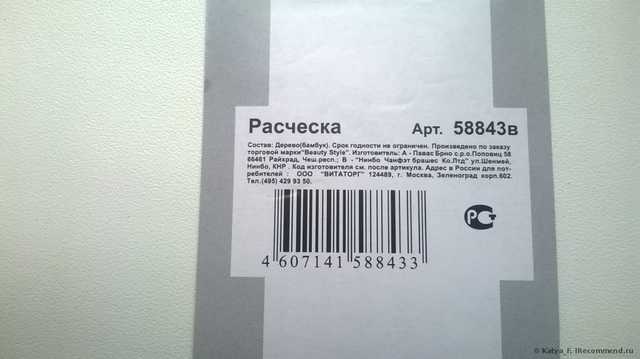 Расческа Арт. 58843в
Состав: Дерево(бамбук). Срок годности не ограничен. Произведено по заказу
торговой марки"Beauty Style". Изготовитель: А - Павас Брно с.р.о.Поповиц 58
66461 Райхрад, Чеш.респ.; В - "Нинбо Чаифэт брашес Ко.Лтд" ул.Шенмей,
Нинбо, КНР . Код изготовителя см. после артикула. Адрес в России для пот-
ребителей : ООО "ВИТАТОРГ" 124489, г. Москва, Зеленоград корп.602.
Тел.(495) 429 93 50.
РС
4 607141 588433
© Katya_E, IRecommend.ru